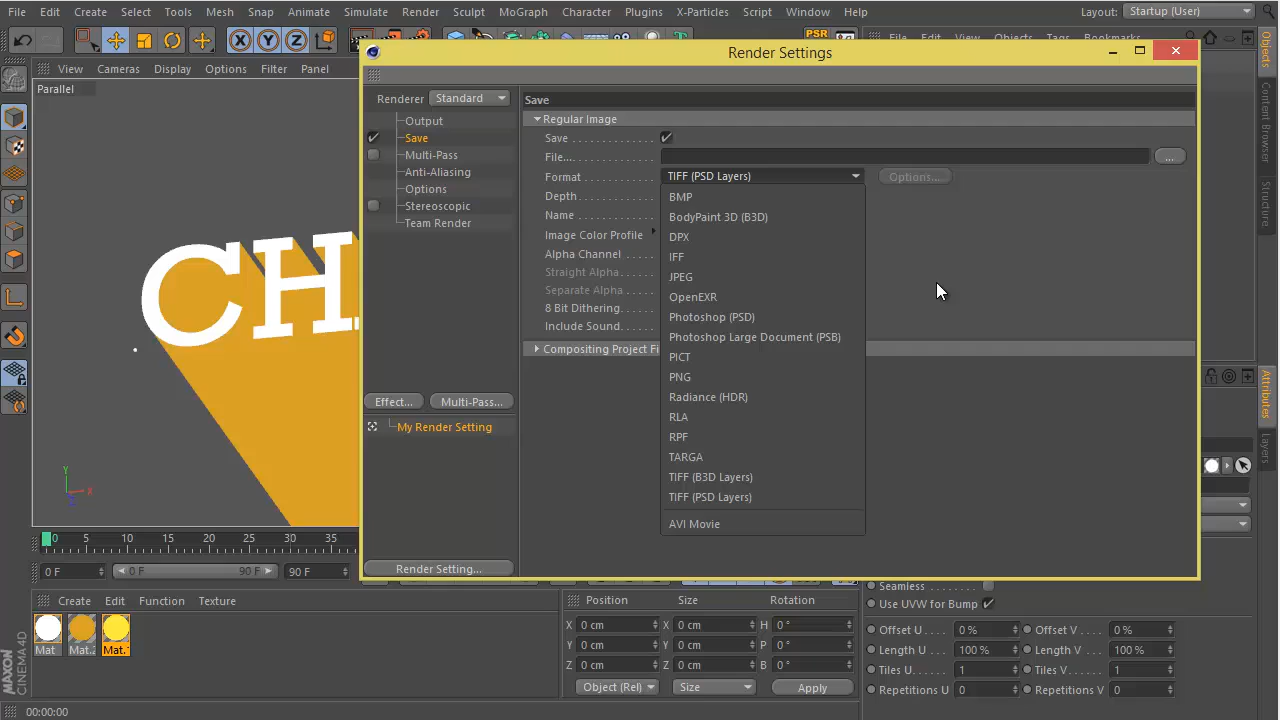 File Edit Create Select Tools Mesh Snap Animate Simulate Render Sculpt MoGraph Character Plugins X-Particles Script Window Help Layout: Startup (User)
X Y Z PSR
File Edit View Objects Tags Bookmarks
View Cameras Display Options Filter Panel
Parallel
Render Settings
Renderer Standard
Output
Save
Multi-Pass
Anti-Aliasing
Options
Stereoscopic
Team Render
Effect... Multi-Pass...
My Render Setting
Render Setting...
Save
Regular Image
Save
File...
...
Format TIFF (PSD Layers) Options...
Depth
Name
Image Color Profile
Alpha Channel
Straight Alpha
Separate Alpha
8 Bit Dithering
Include Sound
Compositing Project Fi
BMP
BodyPaint 3D (B3D)
DPX
IFF
JPEG
OpenEXR
Photoshop (PSD)
Photoshop Large Document (PSB)
PICT
PNG
Radiance (HDR)
RLA
RPF
TARGA
TIFF (B3D Layers)
TIFF (PSD Layers)
AVI Movie
CH
Y
X
Objects
Content Browser
Structure
Attributes
Layers
0 5 10 15 20 25 30 35
0 F 0 F 90 F 90 F
Create Edit Function Texture
Mat Mat.2 Mat.1
MAXON
CINEMA 4D
Position Size Rotation
X 0 cm X 0 cm H 0 °
Y 0 cm Y 0 cm P 0 °
Z 0 cm Z 0 cm B 0 °
Object (Rel) Size Apply
Seamless
Use UVW for Bump
Offset U 0 % Offset V 0 %
Length U 100 % Length V 100 %
Tiles U 1 Tiles V 1
Repetitions U 0 Repetitions V 0
00:00:00